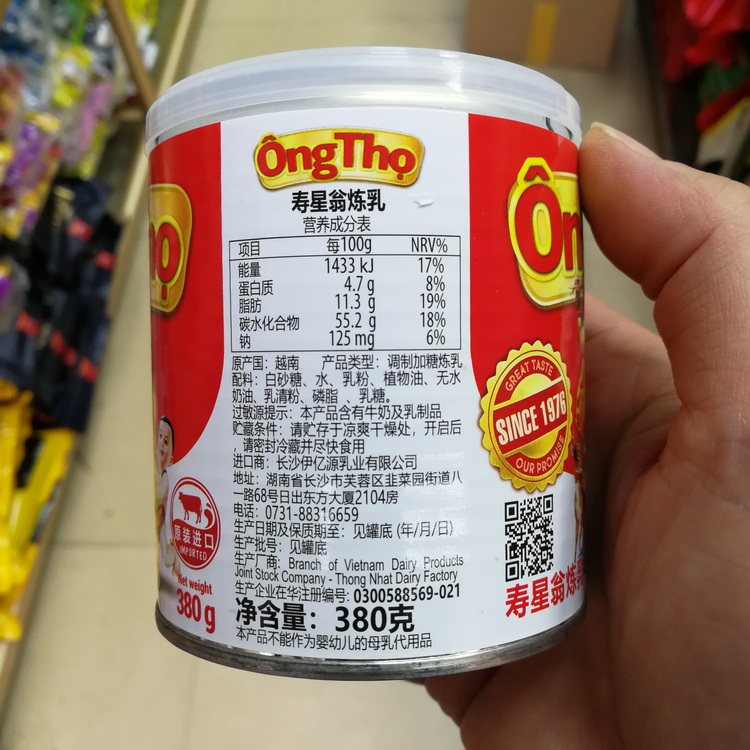 ÔngThọ
寿星翁炼乳
营养成分表
项目 每100g NRV%
能量 1433 kJ 17%
蛋白质 4.7 g 8%
脂肪 11.3 g 19%
碳水化合物 55.2 g 18%
钠 125 mg 6%
原产国：越南 产品类型：调制加糖炼乳
配料：白砂糖、水、乳粉、植物油、无水
奶油、乳清粉、磷脂 、乳糖。
过敏源提示：本产品含有牛奶及乳制品
贮藏条件：请贮存于凉爽干燥处，开启后
，请密封冷藏并尽快食用
进口商：长沙伊亿源乳业有限公司
地址：湖南省长沙市芙蓉区韭菜园街道八
一路68号日出东方大厦2104房
电话：0731-88316659
生产日期及保质期至：见罐底 (年/月/日)
生产批号：见罐底
生产厂商：Branch of Vietnam Dairy Products
Joint Stock Company - Thong Nhat Dairy Factory
生产企业在华注册编号：0300588569-021
净含量：380克
本产品不能作为婴幼儿的母乳代用品
họ
原装进口
IMPORTED
Net weight
380g
Ôn
GREAT TASTE
SINCE 1976
OUR PROMISE
寿星翁炼乳